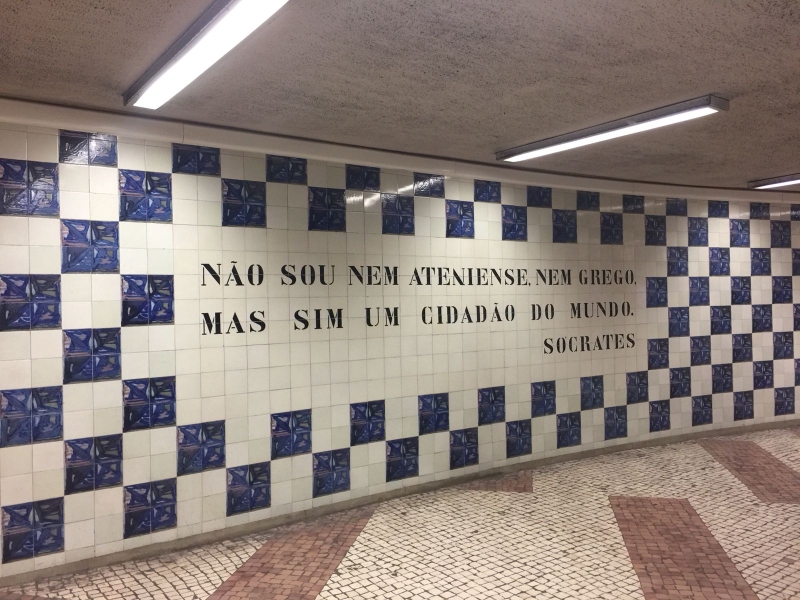 NÃO SOU NEM ATENIENSE, NEM GREGO,
MAS SIM UM CIDADÃO DO MUNDO.
SOCRATES